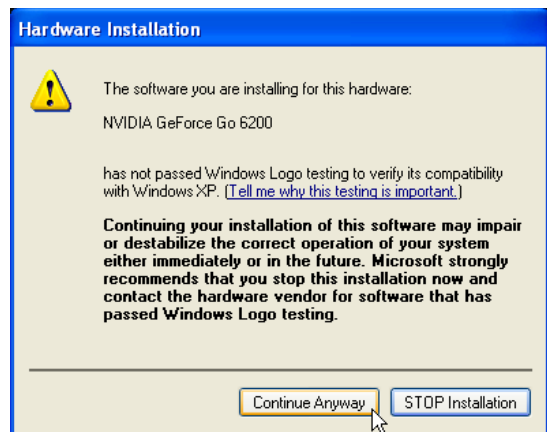 Hardware Installation
The software you are installing for this hardware:
NVIDIA GeForce Go 6200
has not passed Windows Logo testing to verify its compatibility
with Windows XP. (Tell me why this testing is important.)
Continuing your installation of this software may impair
or destabilize the correct operation of your system
either immediately or in the future. Microsoft strongly
recommends that you stop this installation now and
contact the hardware vendor for software that has
passed Windows Logo testing.
Continue Anyway
STOP Installation